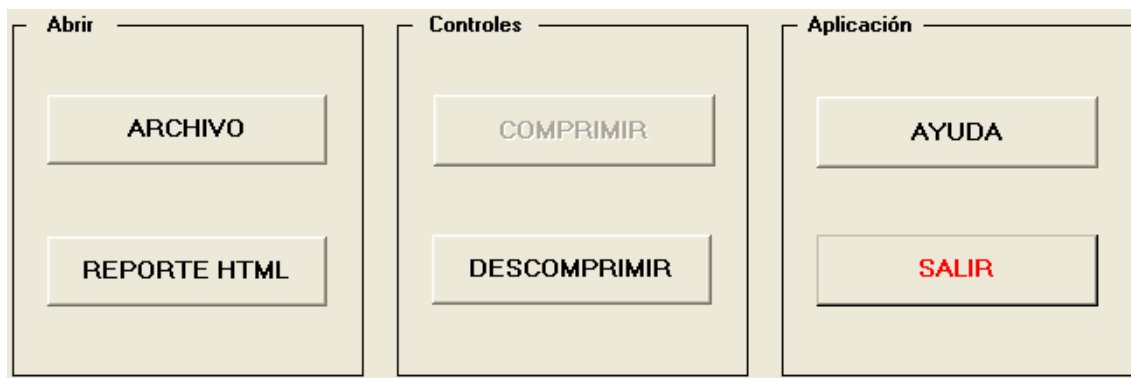 Abrir
ARCHIVO
REPORTE HTML
Controles
COMPRIMIR
DESCOMPRIMIR
Aplicación
AYUDA
SALIR